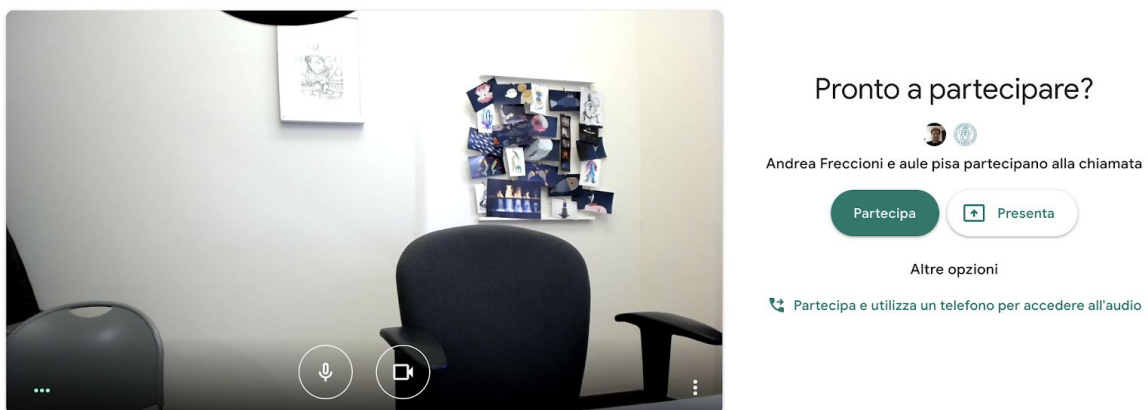 Pronto a partecipare?
Andrea Freccioni e aule pisa partecipano alla chiamata
Partecipa
Presenta
Altre opzioni
Partecipa e utilizza un telefono per accedere all'audio